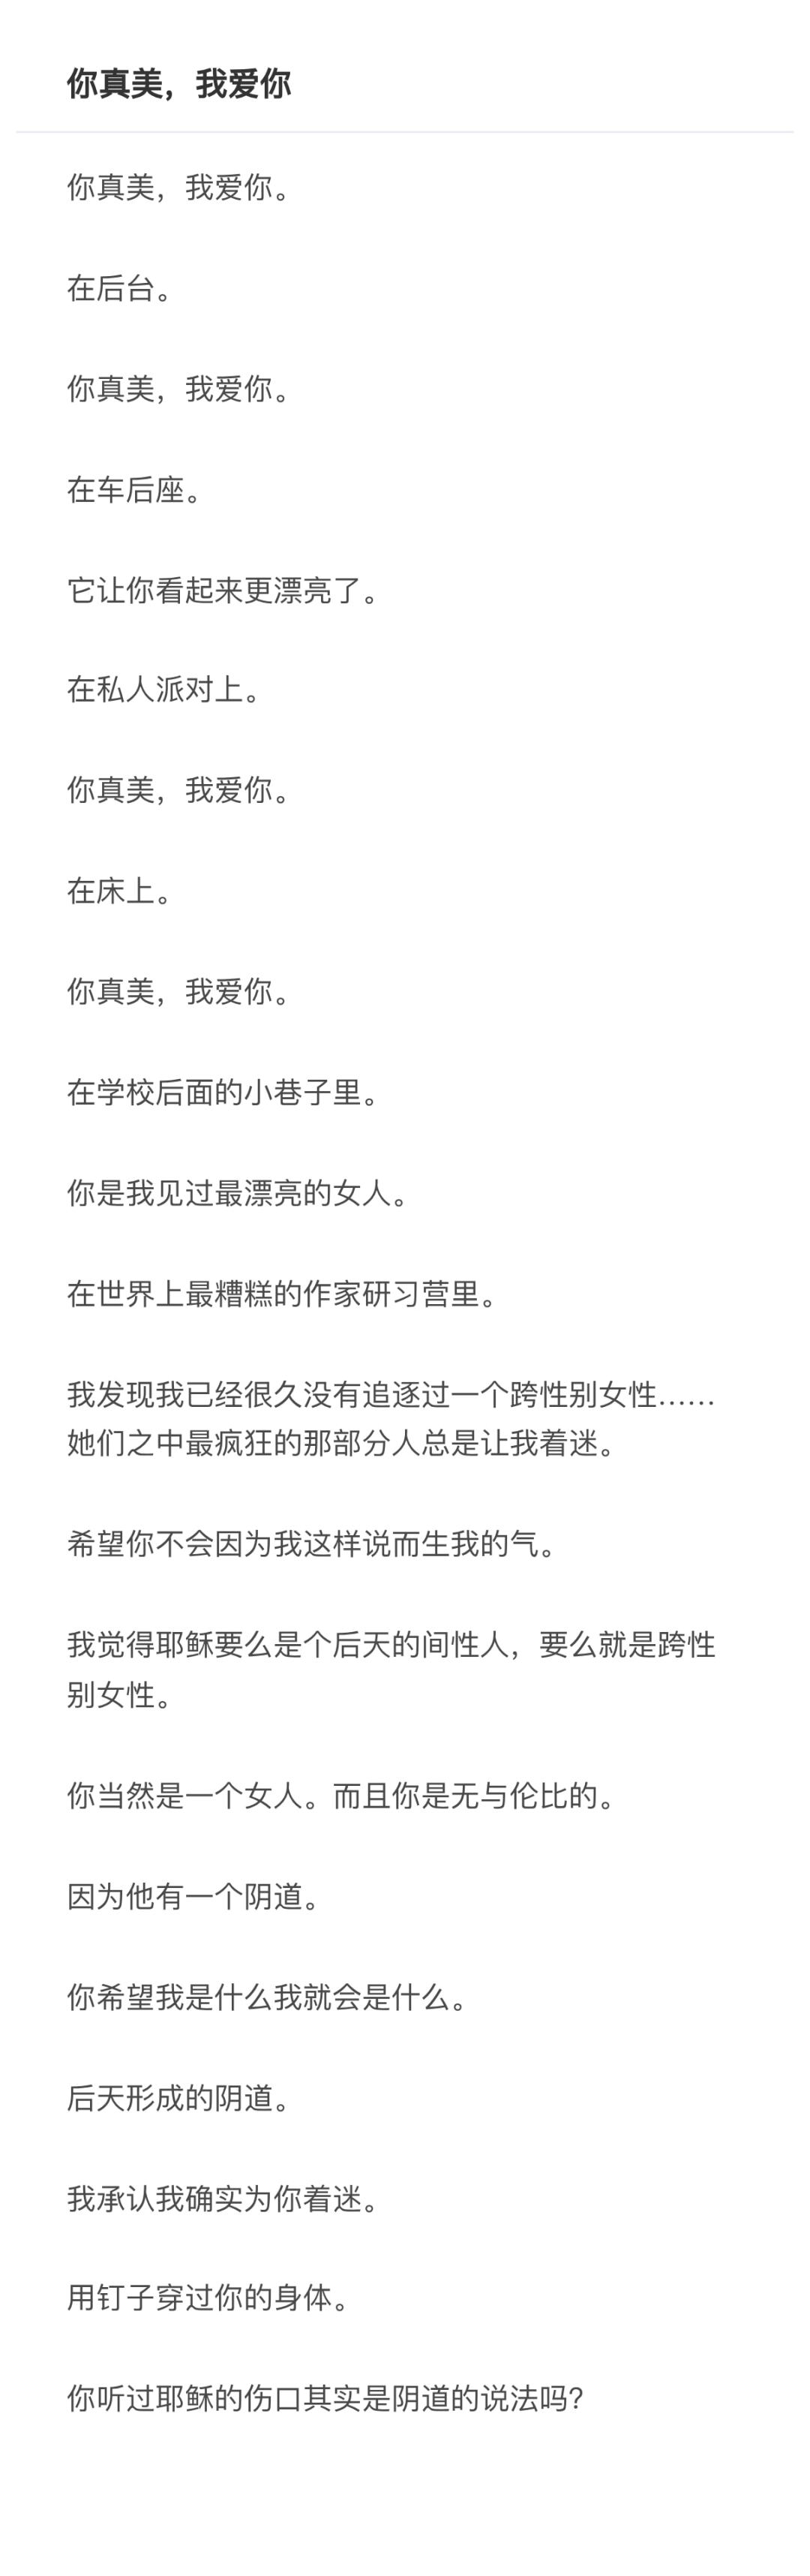 你真美，我爱你
你真美，我爱你。
在后台。
你真美，我爱你。
在车后座。
它让你看起来更漂亮了。
在私人派对上。
你真美，我爱你。
在床上。
你真美，我爱你。
在学校后面的小巷子里。
你是我见过最漂亮的女人。
在世界上最糟糕的作家研习营里。
我发现我已经很久没有追逐过一个跨性别女性……
她们之中最疯狂的那部分人总是让我着迷。
希望你不会因为我这样说而生我的气。
我觉得耶稣要么是个后天的间性人，要么就是跨性
别女性。
你当然是一个女人。而且你是无与伦比的。
因为他有一个阴道。
你希望我是什么我就会是什么。
后天形成的阴道。
我承认我确实为你着迷。
用钉子穿过你的身体。
你听过耶稣的伤口其实是阴道的说法吗？